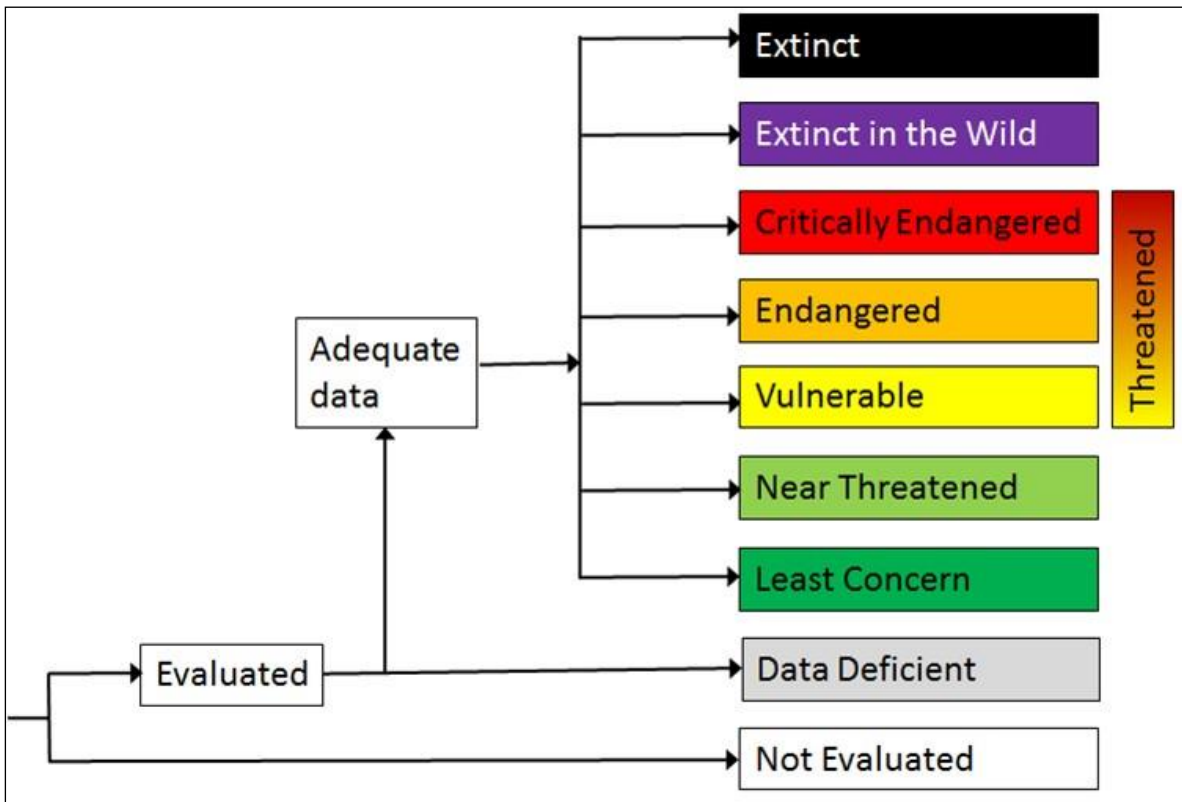 Extinct
Extinct in the Wild
Critically Endangered
Endangered
Vulnerable
Near Threatened
Least Concern
Threatened
Adequate
data
Evaluated
Data Deficient
Not Evaluated